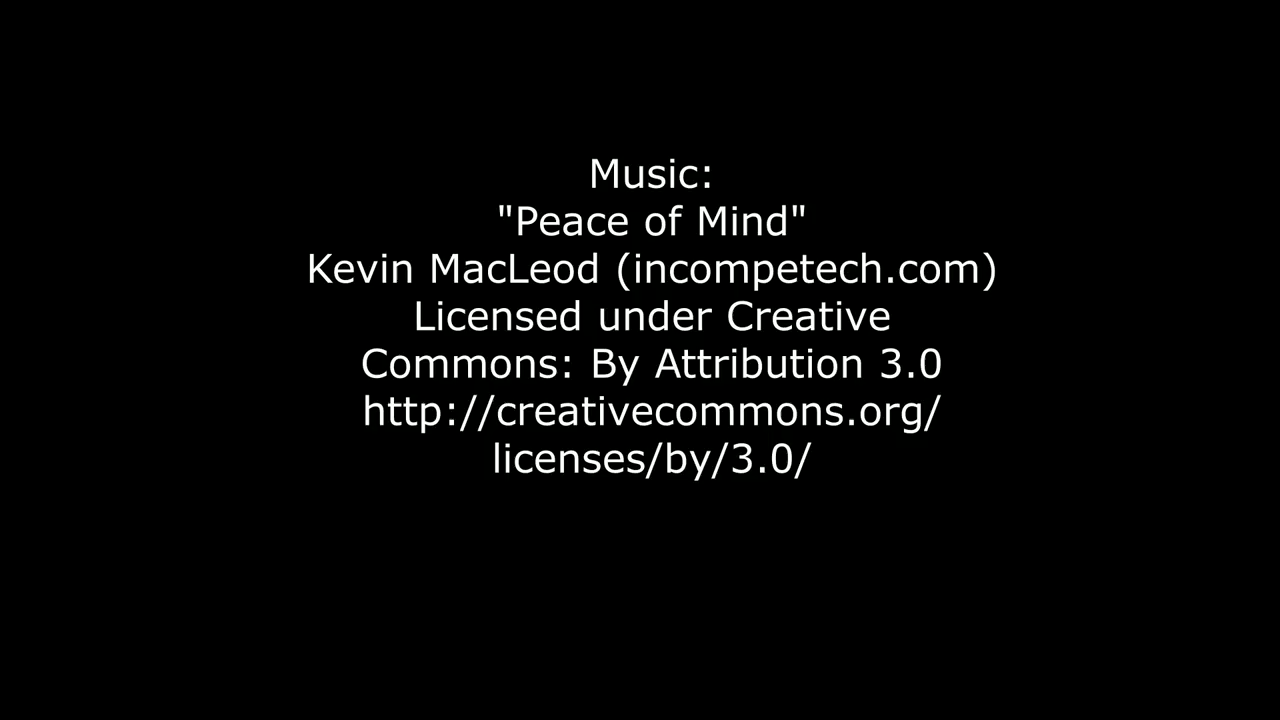 Music:
"Peace of Mind"
Kevin MacLeod (incompetech.com)
Licensed under Creative
Commons: By Attribution 3.0
http://creativecommons.org/
licenses/by/3.0/